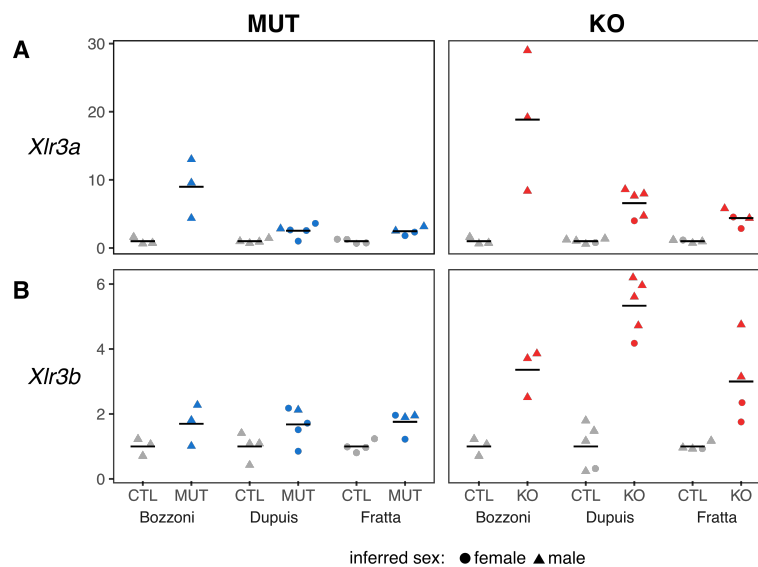 MUT KO
A
30
20
10
0
Xlr3a
B
6
4
2
0
Xlr3b
CTL MUT CTL MUT CTL MUT CTL KO CTL KO CTL KO
Bozzoni Dupuis Fratta Bozzoni Dupuis Fratta
inferred sex: female male